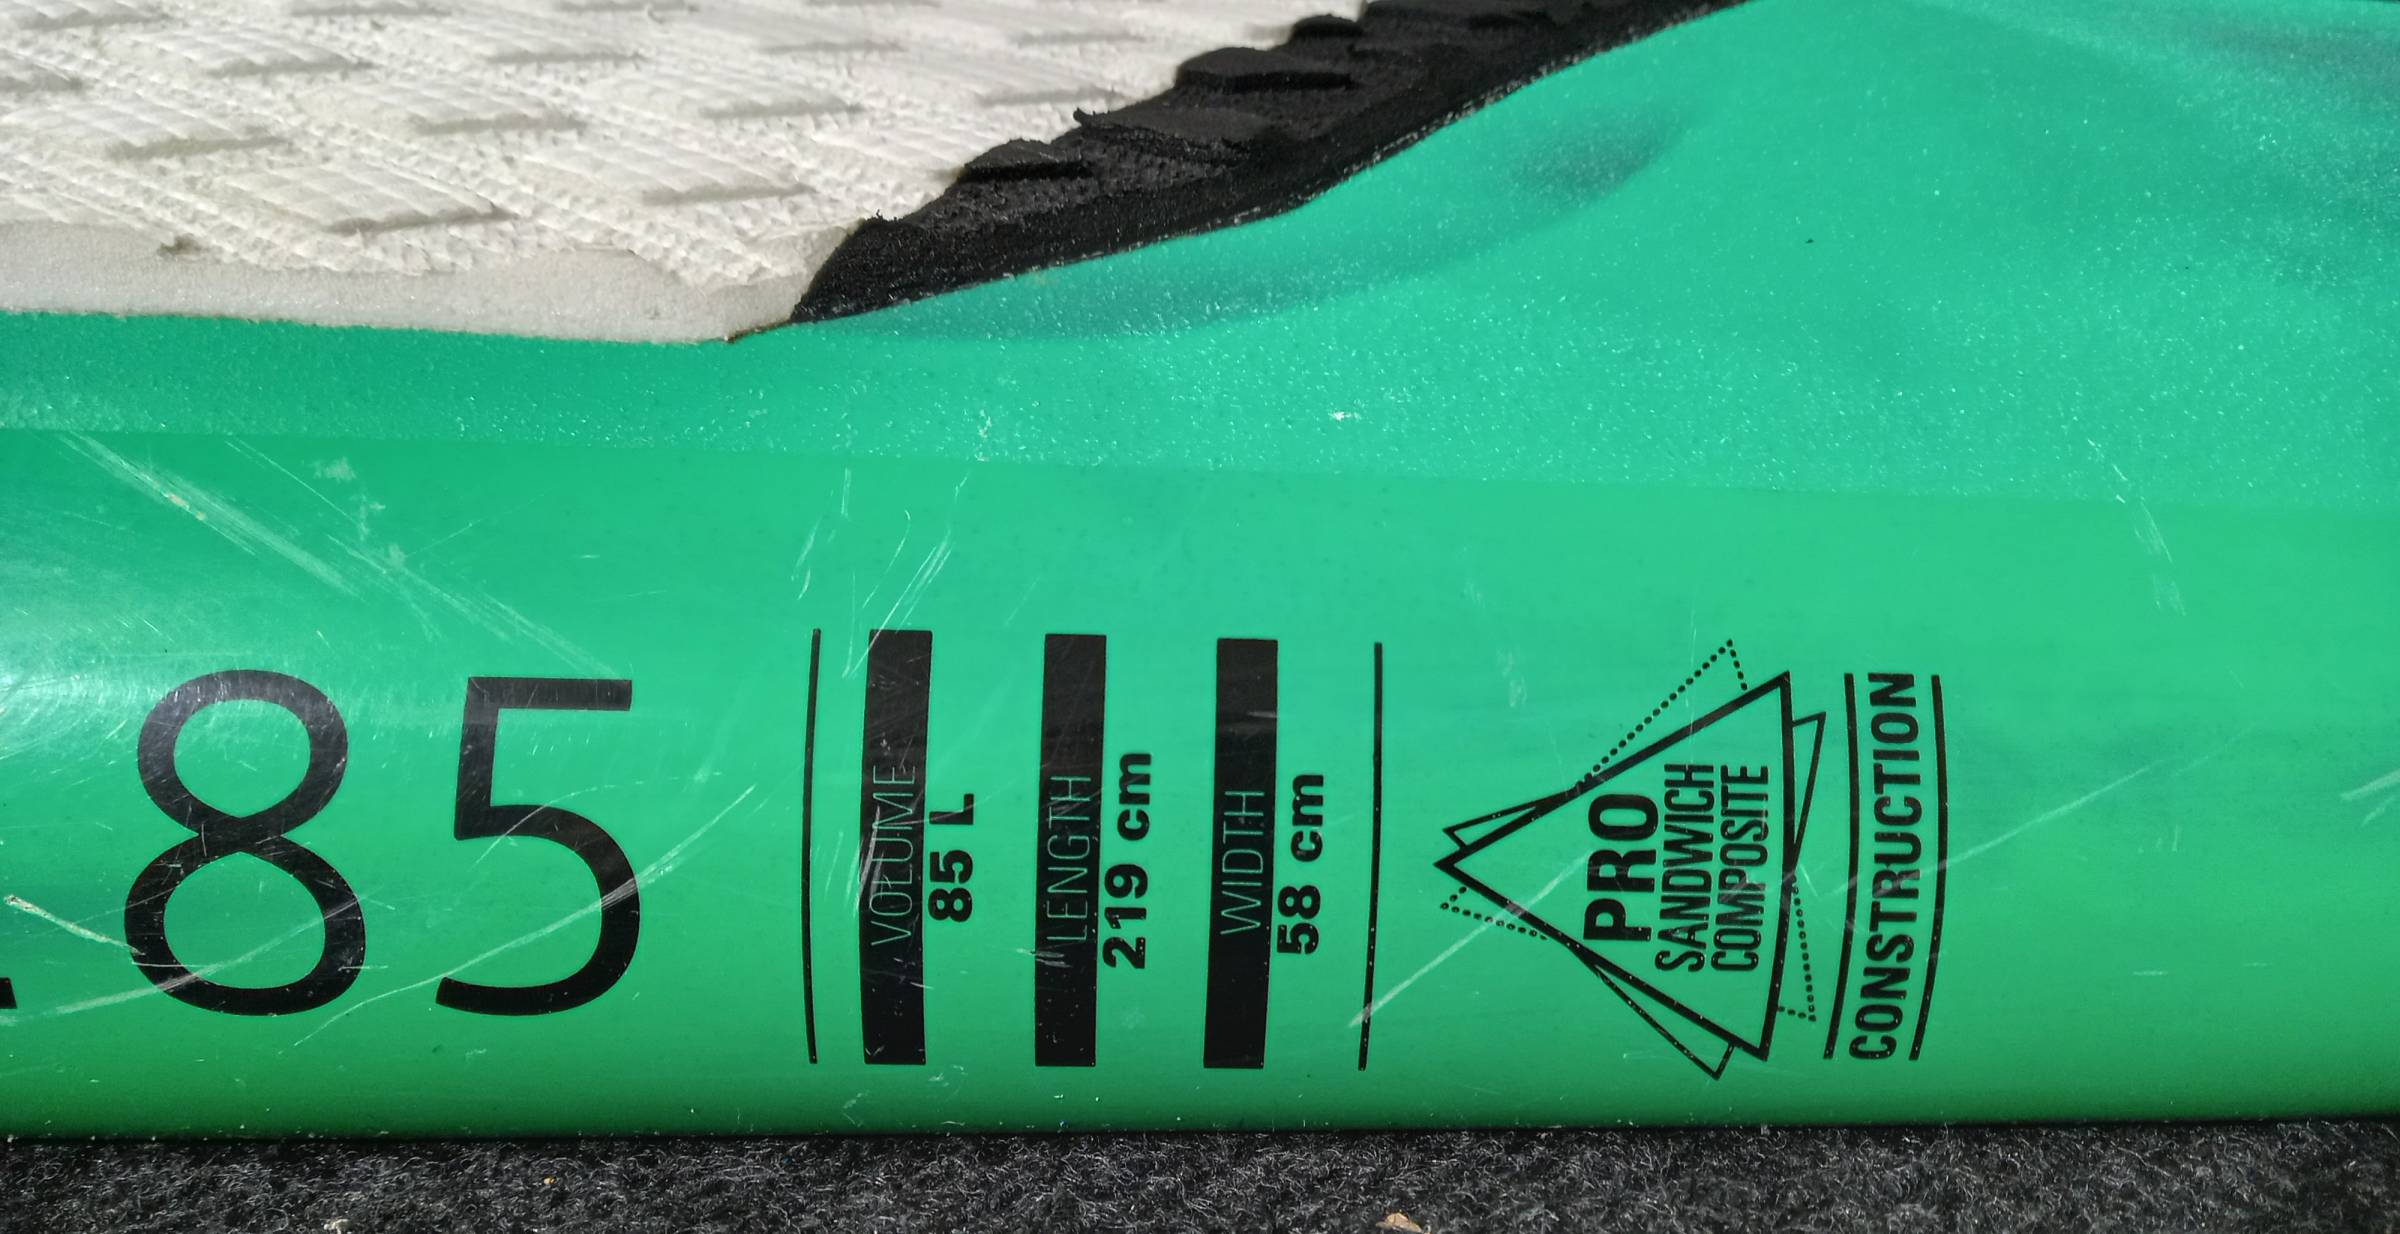 85
VOLUME
85 L
LENGTH
219 cm
WIDTH
58 cm
PRO
SANDWICH
COMPOSITE
CONSTRUCTION